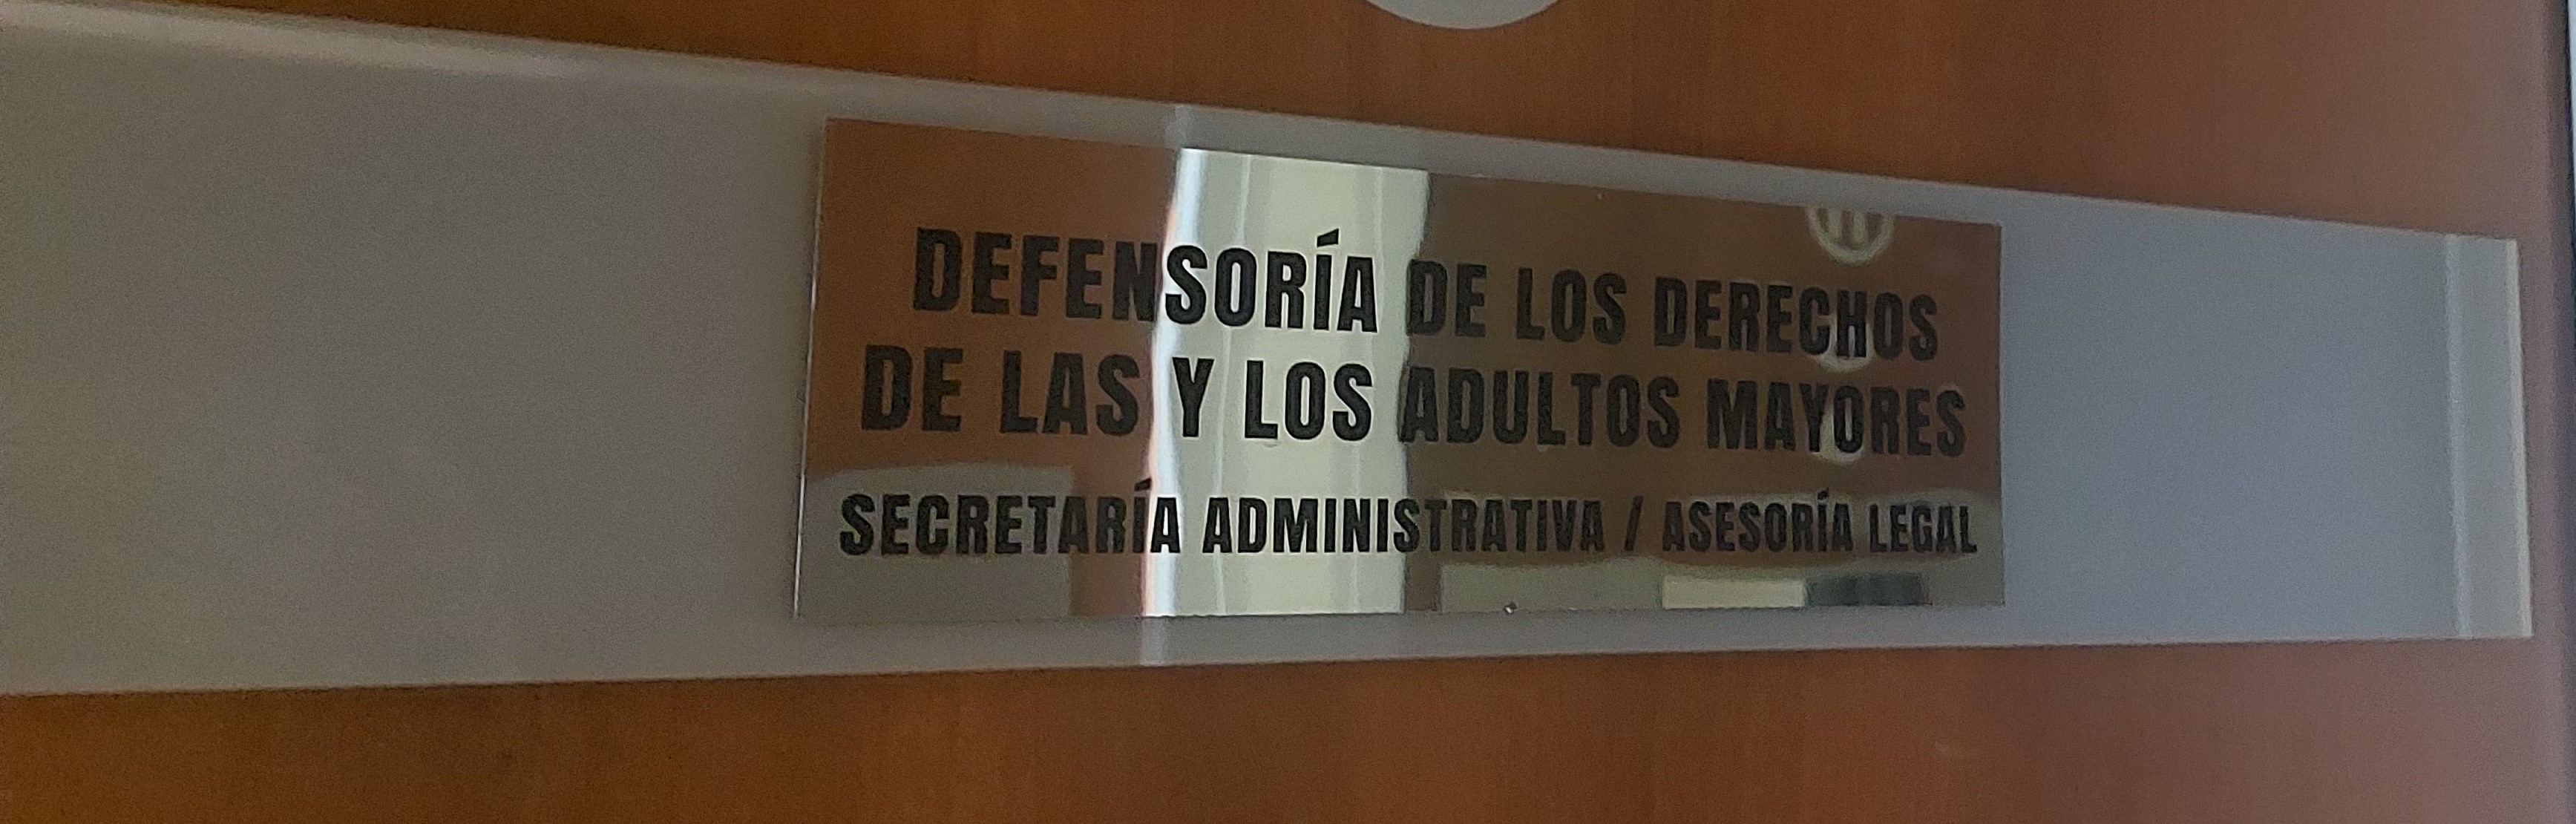 DEFENSORÍA DE LOS DERECHOS
DE LAS Y LOS ADULTOS MAYORES
SECRETARÍA ADMINISTRATIVA / ASESORÍA LEGAL